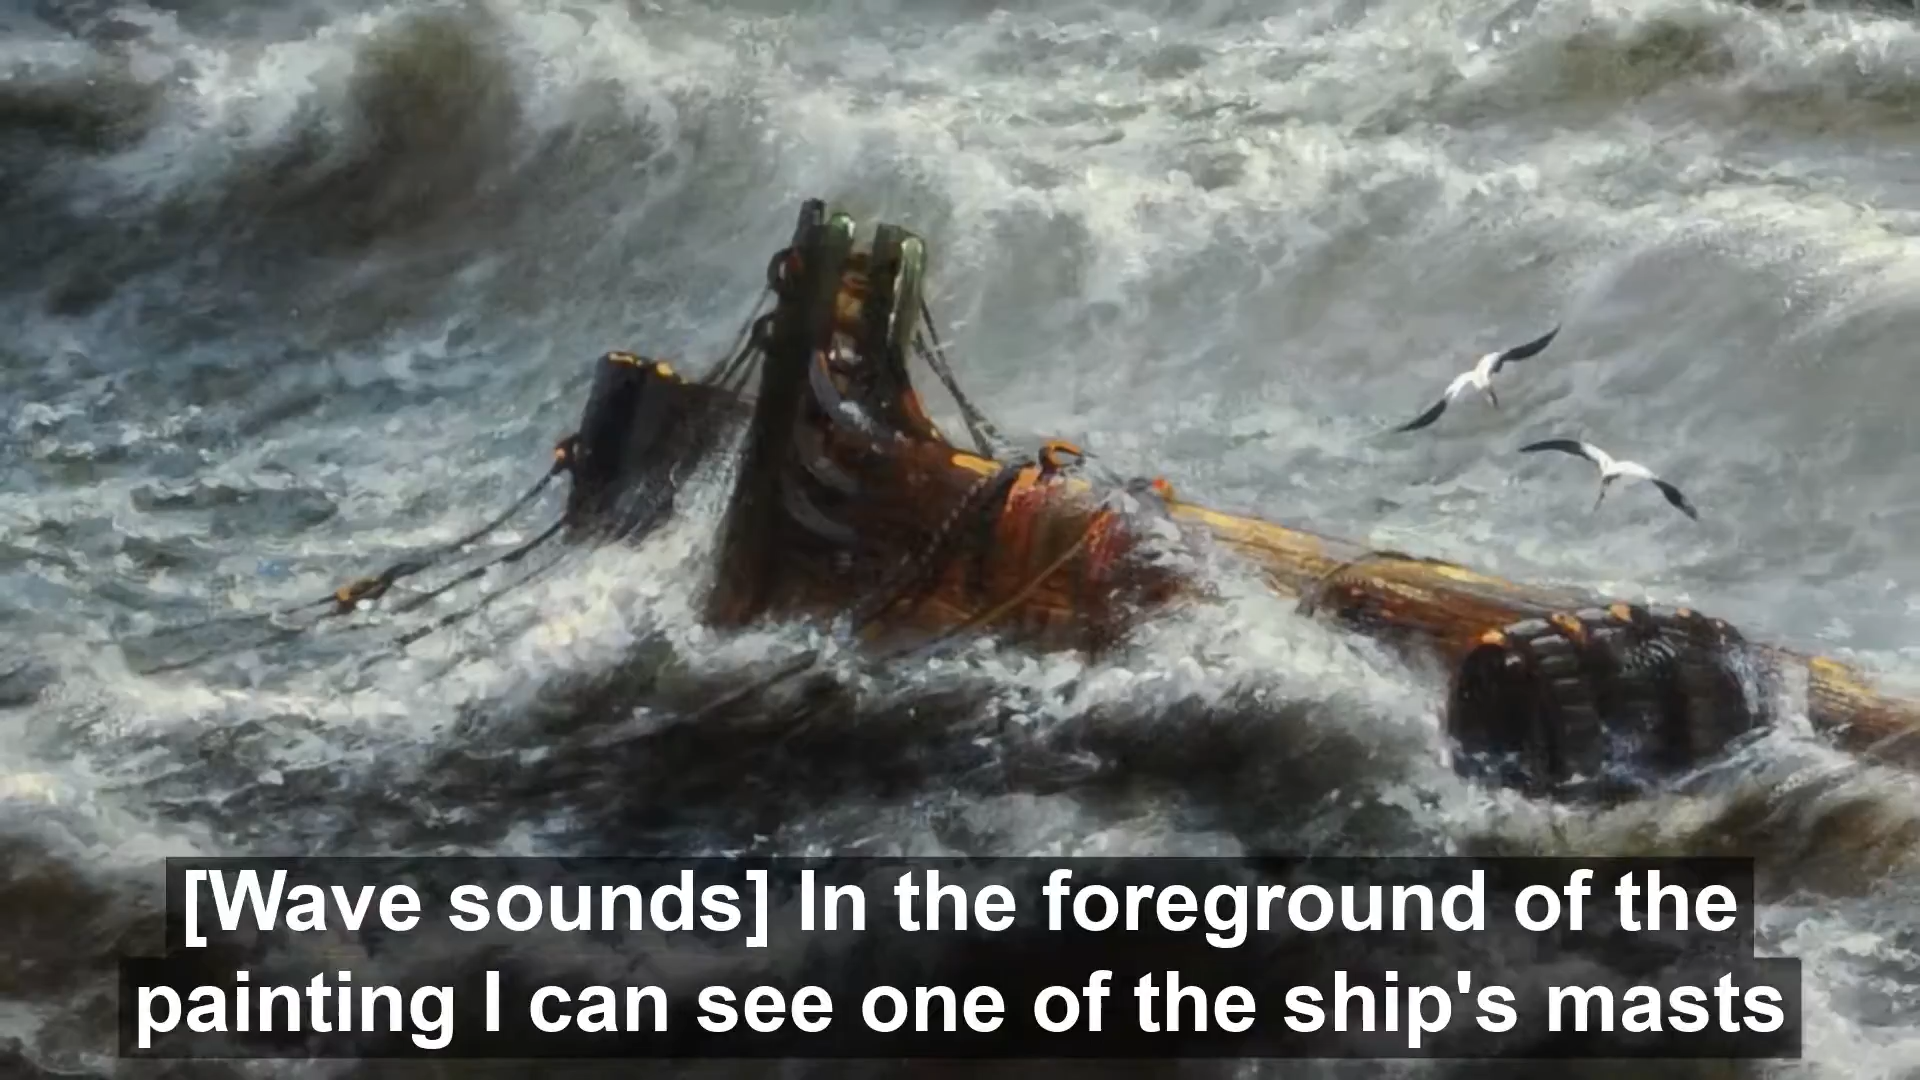 [Wave sounds] In the foreground of the
painting I can see one of the ship's masts